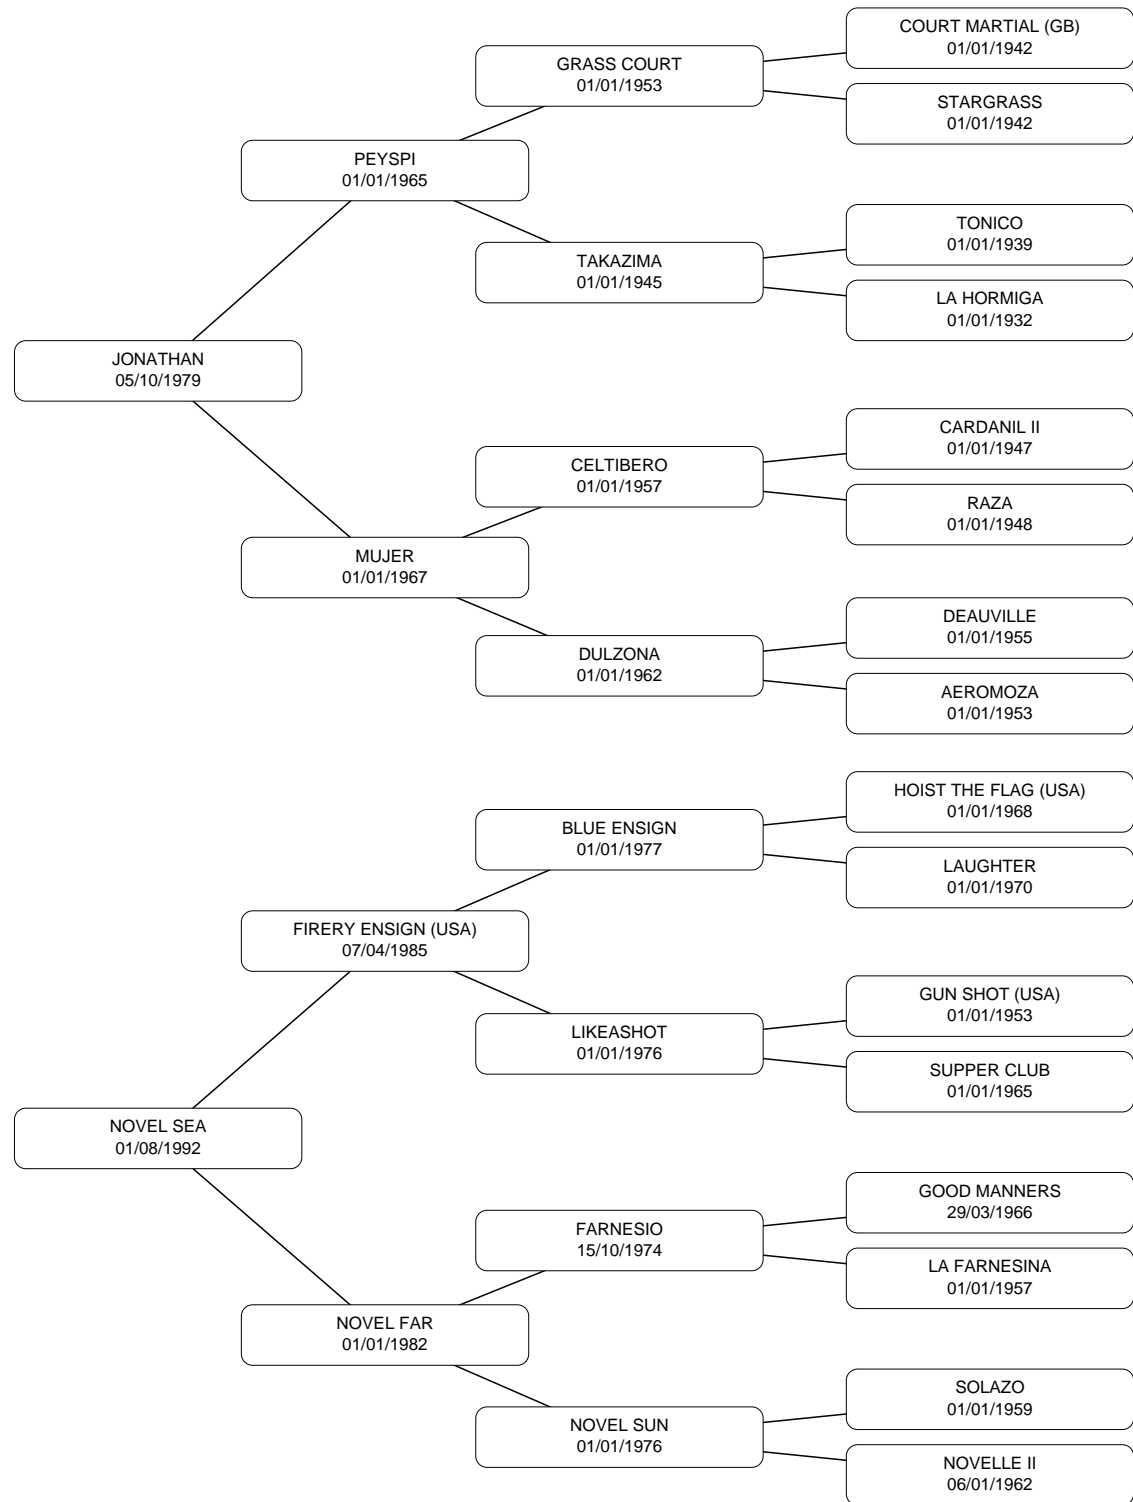 COURT MARTIAL (GB)
01/01/1942
GRASS COURT
01/01/1953
STARGRASS
01/01/1942
PEYSPI
01/01/1965
TONICO
01/01/1939
TAKAZIMA
01/01/1945
LA HORMIGA
01/01/1932
JONATHAN
05/10/1979
CARDANIL II
01/01/1947
CELTIBERO
01/01/1957
RAZA
01/01/1948
MUJER
01/01/1967
DEAUVILLE
01/01/1955
DULZONA
01/01/1962
AEROMOZA
01/01/1953
HOIST THE FLAG (USA)
01/01/1968
BLUE ENSIGN
01/01/1977
LAUGHTER
01/01/1970
FIRERY ENSIGN (USA)
07/04/1985
GUN SHOT (USA)
01/01/1953
LIKEASHOT
01/01/1976
SUPPER CLUB
01/01/1965
NOVEL SEA
01/08/1992
GOOD MANNERS
29/03/1966
FARNESIO
15/10/1974
LA FARNESINA
01/01/1957
NOVEL FAR
01/01/1982
SOLAZO
01/01/1959
NOVEL SUN
01/01/1976
NOVELLE II
06/01/1962